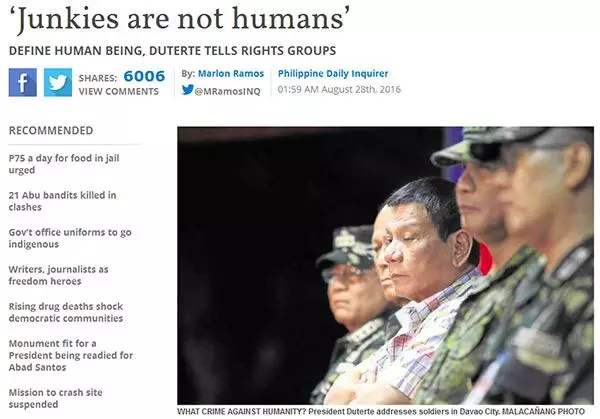 ‘Junkies are not humans’
DEFINE HUMAN BEING, DUTERTE TELLS RIGHTS GROUPS
SHARES: 6006
VIEW COMMENTS
By: Marlon Ramos
@MRamosINQ
Philippine Daily Inquirer
01:59 AM August 28th, 2016
RECOMMENDED
P75 a day for food in jail
urged
21 Abu bandits killed in
clashes
Gov’t office uniforms to go
indigenous
Writers, journalists as
freedom heroes
Rising drug deaths shock
democratic communities
Monument fit for a
President being readied for
Abad Santos
Mission to crash site
suspended
WHAT CRIME AGAINST HUMANITY? President Duterte addresses soldiers in Davao City. MALACAÑANG PHOTO